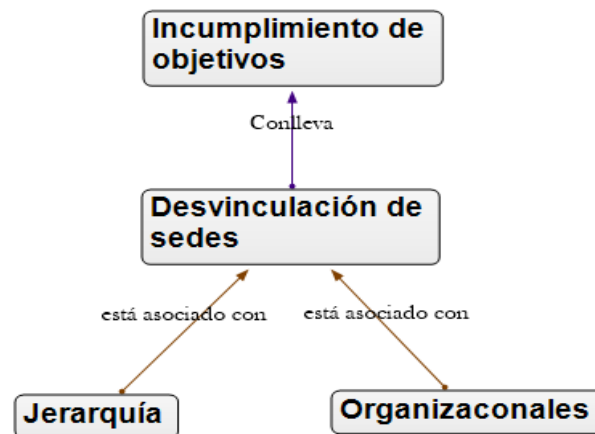 Incumplimiento de
objetivos
Conlleva
Desvinculación de
sedes
está asociado con
está asociado con
Jerarquía
Organizaconales